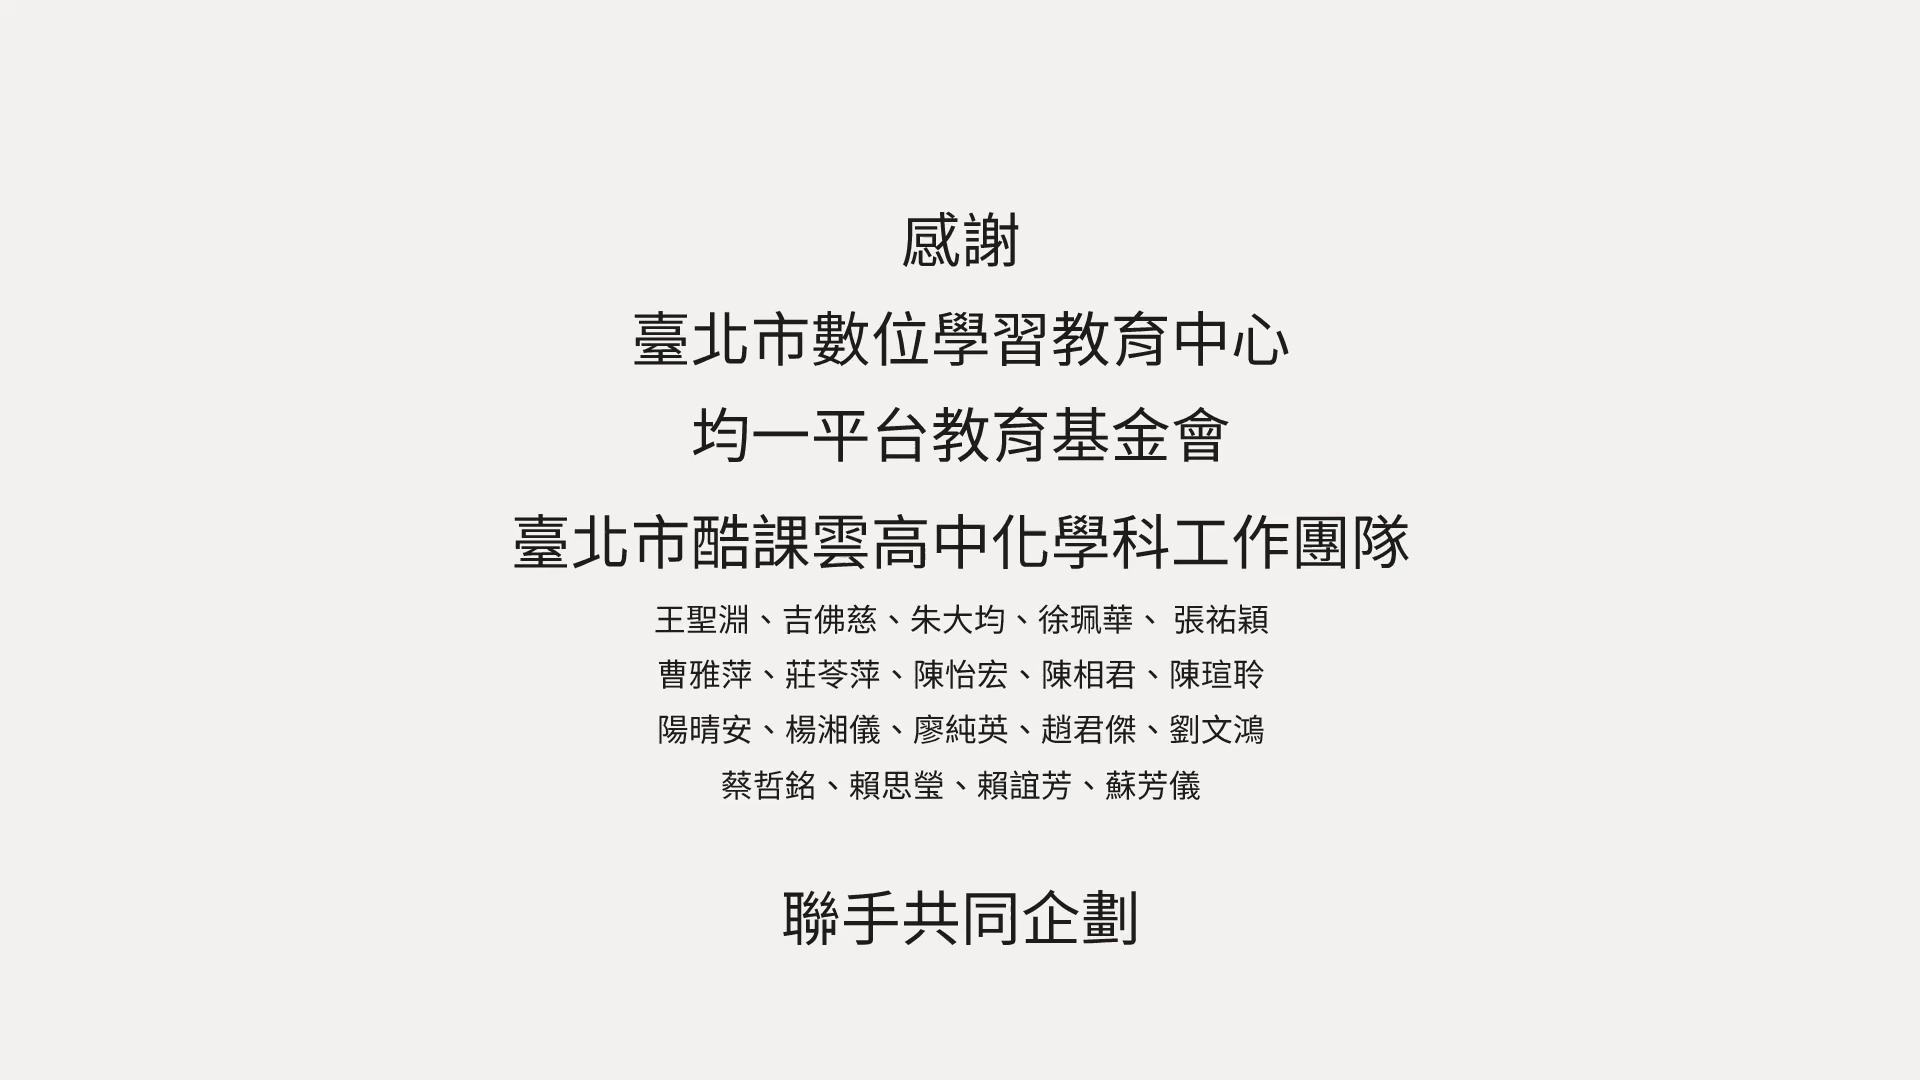 感謝
臺北市數位學習教育中心
均一平台教育基金會
臺北市酷課雲高中化學科工作團隊
王聖淵、吉佛慈、朱大均、徐珮華、 張祐穎
曹雅萍、莊苓萍、陳怡宏、陳相君、陳瑄聆
陽晴安、楊湘儀、廖純英、趙君傑、劉文鴻
蔡哲銘、賴思瑩、賴誼芳、蘇芳儀
聯手共同企劃